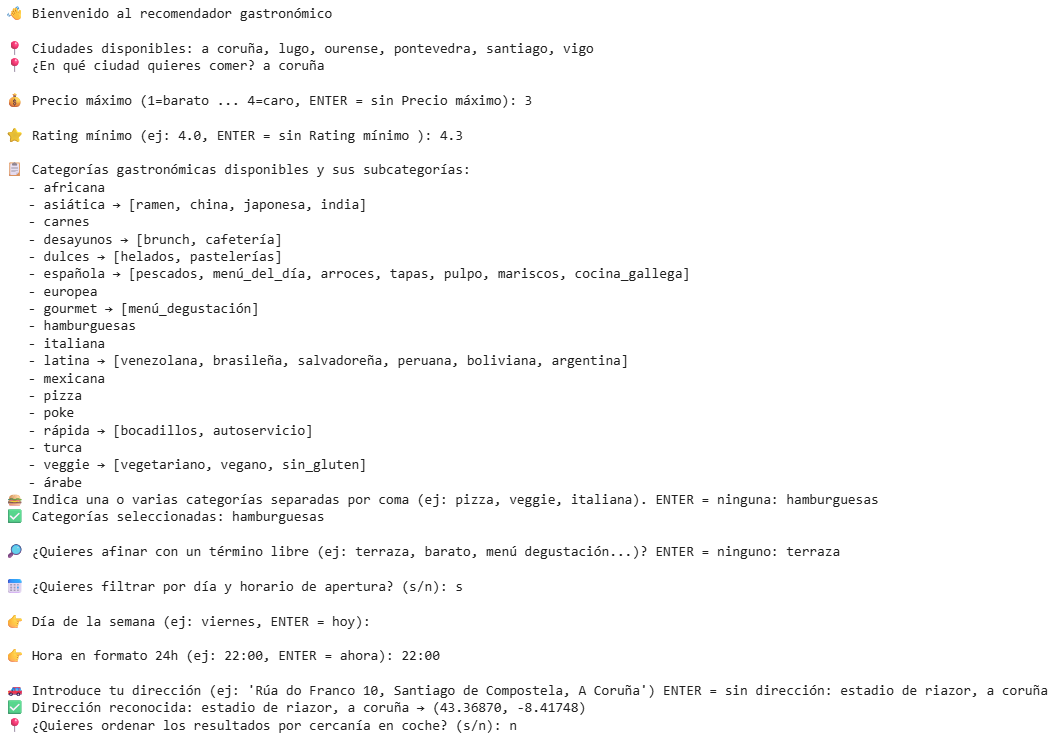 👋 Bienvenido al recomendador gastronómico
📍 Ciudades disponibles: a coruña, lugo, ourense, pontevedra, santiago, vigo
📍 ¿En qué ciudad quieres comer? a coruña
💰 Precio máximo (1=barato ... 4=caro, ENTER = sin Precio máximo): 3
⭐ Rating mínimo (ej: 4.0, ENTER = sin Rating mínimo ): 4.3
📋 Categorías gastronómicas disponibles y sus subcategorías:
- africana
- asiática → [ramen, china, japonesa, india]
- carnes
- desayunos → [brunch, cafetería]
- dulces → [helados, pastelerías]
- española → [pescados, menú_del_día, arroces, tapas, pulpo, mariscos, cocina_gallega]
- europea
- gourmet → [menú_degustación]
- hamburguesas
- italiana
- latina → [venezolana, brasileña, salvadoreña, peruana, boliviana, argentina]
- mexicana
- pizza
- poke
- rápida → [bocadillos, autoservicio]
- turca
- veggie → [vegetariano, vegano, sin_gluten]
- árabe
🍔 Indica una o varias categorías separadas por coma (ej: pizza, veggie, italiana). ENTER = ninguna: hamburguesas
✅ Categorías seleccionadas: hamburguesas
🔎 ¿Quieres afinar con un término libre (ej: terraza, barato, menú degustación...)? ENTER = ninguno: terraza
📅 ¿Quieres filtrar por día y horario de apertura? (s/n): s
👉 Día de la semana (ej: viernes, ENTER = hoy):
👉 Hora en formato 24h (ej: 22:00, ENTER = ahora): 22:00
🚗 Introduce tu dirección (ej: 'Rúa do Franco 10, Santiago de Compostela, A Coruña') ENTER = sin dirección: estadio de riazor, a coruña
✅ Dirección reconocida: estadio de riazor, a coruña → (43.36870, -8.41748)
📍 ¿Quieres ordenar los resultados por cercanía en coche? (s/n): n